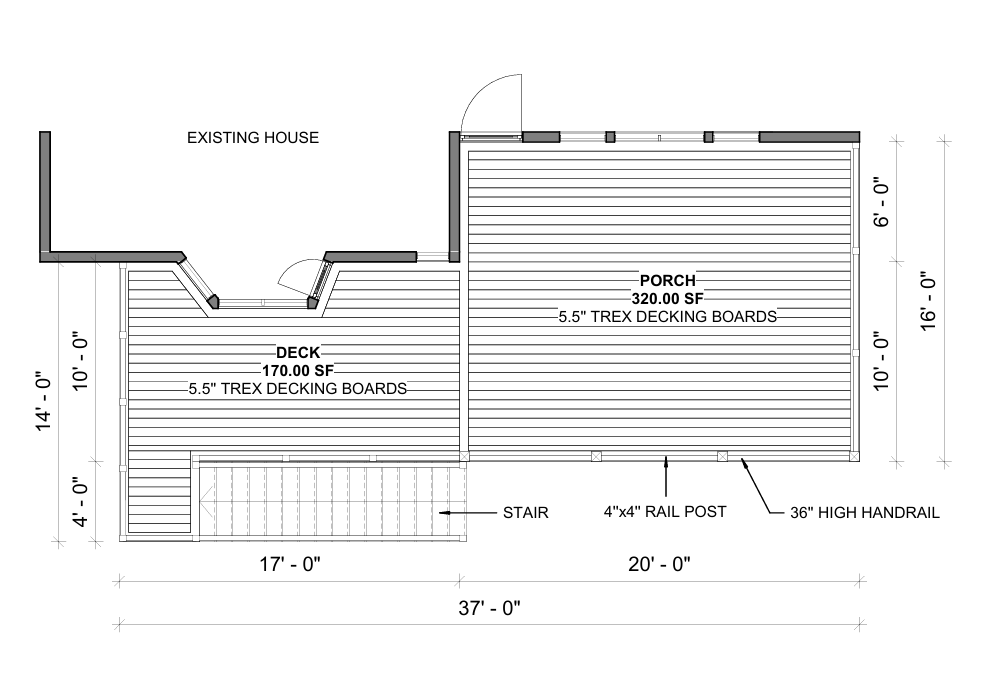 EXISTING HOUSE
6' - 0"
PORCH
320.00 SF
5.5" TREX DECKING BOARDS
16' - 0"
DECK
170.00 SF
5.5" TREX DECKING BOARDS
10' - 0"
10' - 0"
14' - 0"
4' - 0"
STAIR
4"x4" RAIL POST
36" HIGH HANDRAIL
17' - 0"
20' - 0"
37' - 0"